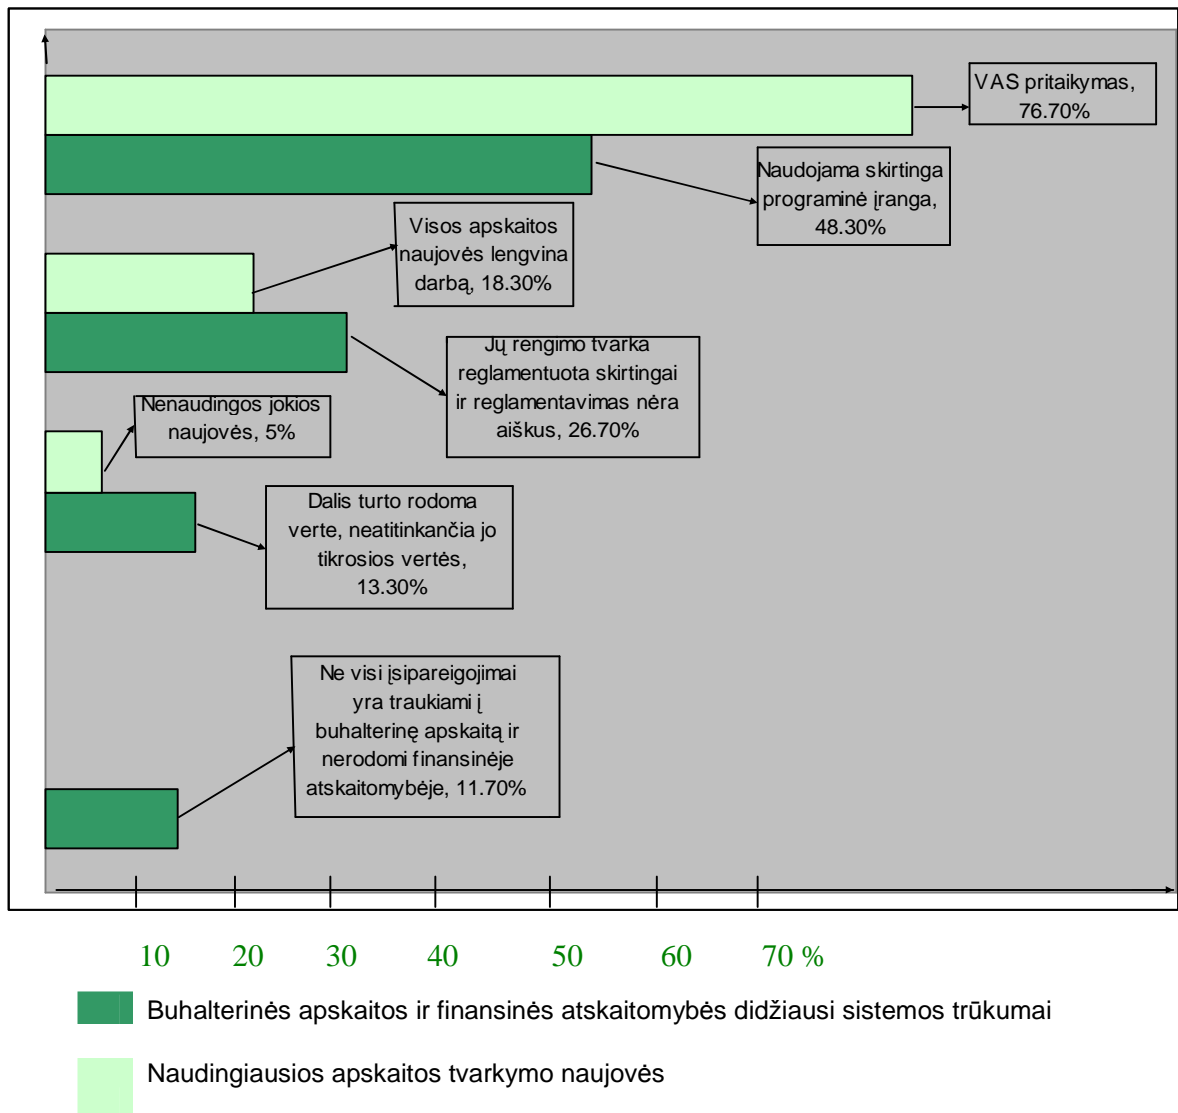 VAS pritaikymas,
76.70%
Naudojama skirtinga
programinė įranga,
48.30%
Visos apskaitos
naujovės lengvina
darbą, 18.30%
Jų rengimo tvarka
reglamentuota skirtingai
ir reglamentavimas nėra
aiškus, 26.70%
Nenaudingos jokios
naujovės, 5%
Dalis turto rodoma
verte, neatitinkančia jo
tikrosios vertės,
13.30%
Ne visi įsipareigojimai
yra traukiami į
buhalterinę apskaitą ir
nerodomi finansinėje
atskaitomybėje, 11.70%
10 20 30 40 50 60 70 %
Buhalterinės apskaitos ir finansinės atskaitomybės didžiausi sistemos trūkumai
Naudingiausios apskaitos tvarkymo naujovės